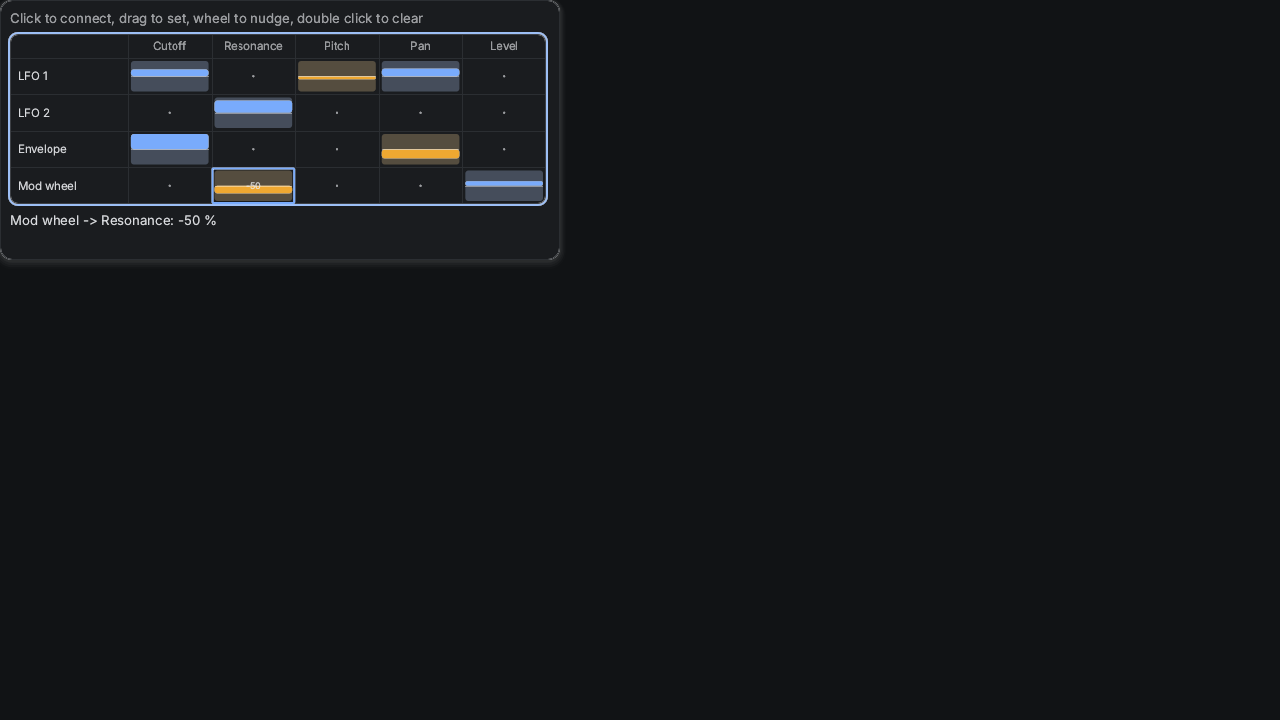 Click to connect, drag to set, wheel to nudge, double click to clear
Cutoff Resonance Pitch Pan Level
LFO 1
LFO 2
Envelope
Mod wheel -50
Mod wheel -> Resonance: -50 %